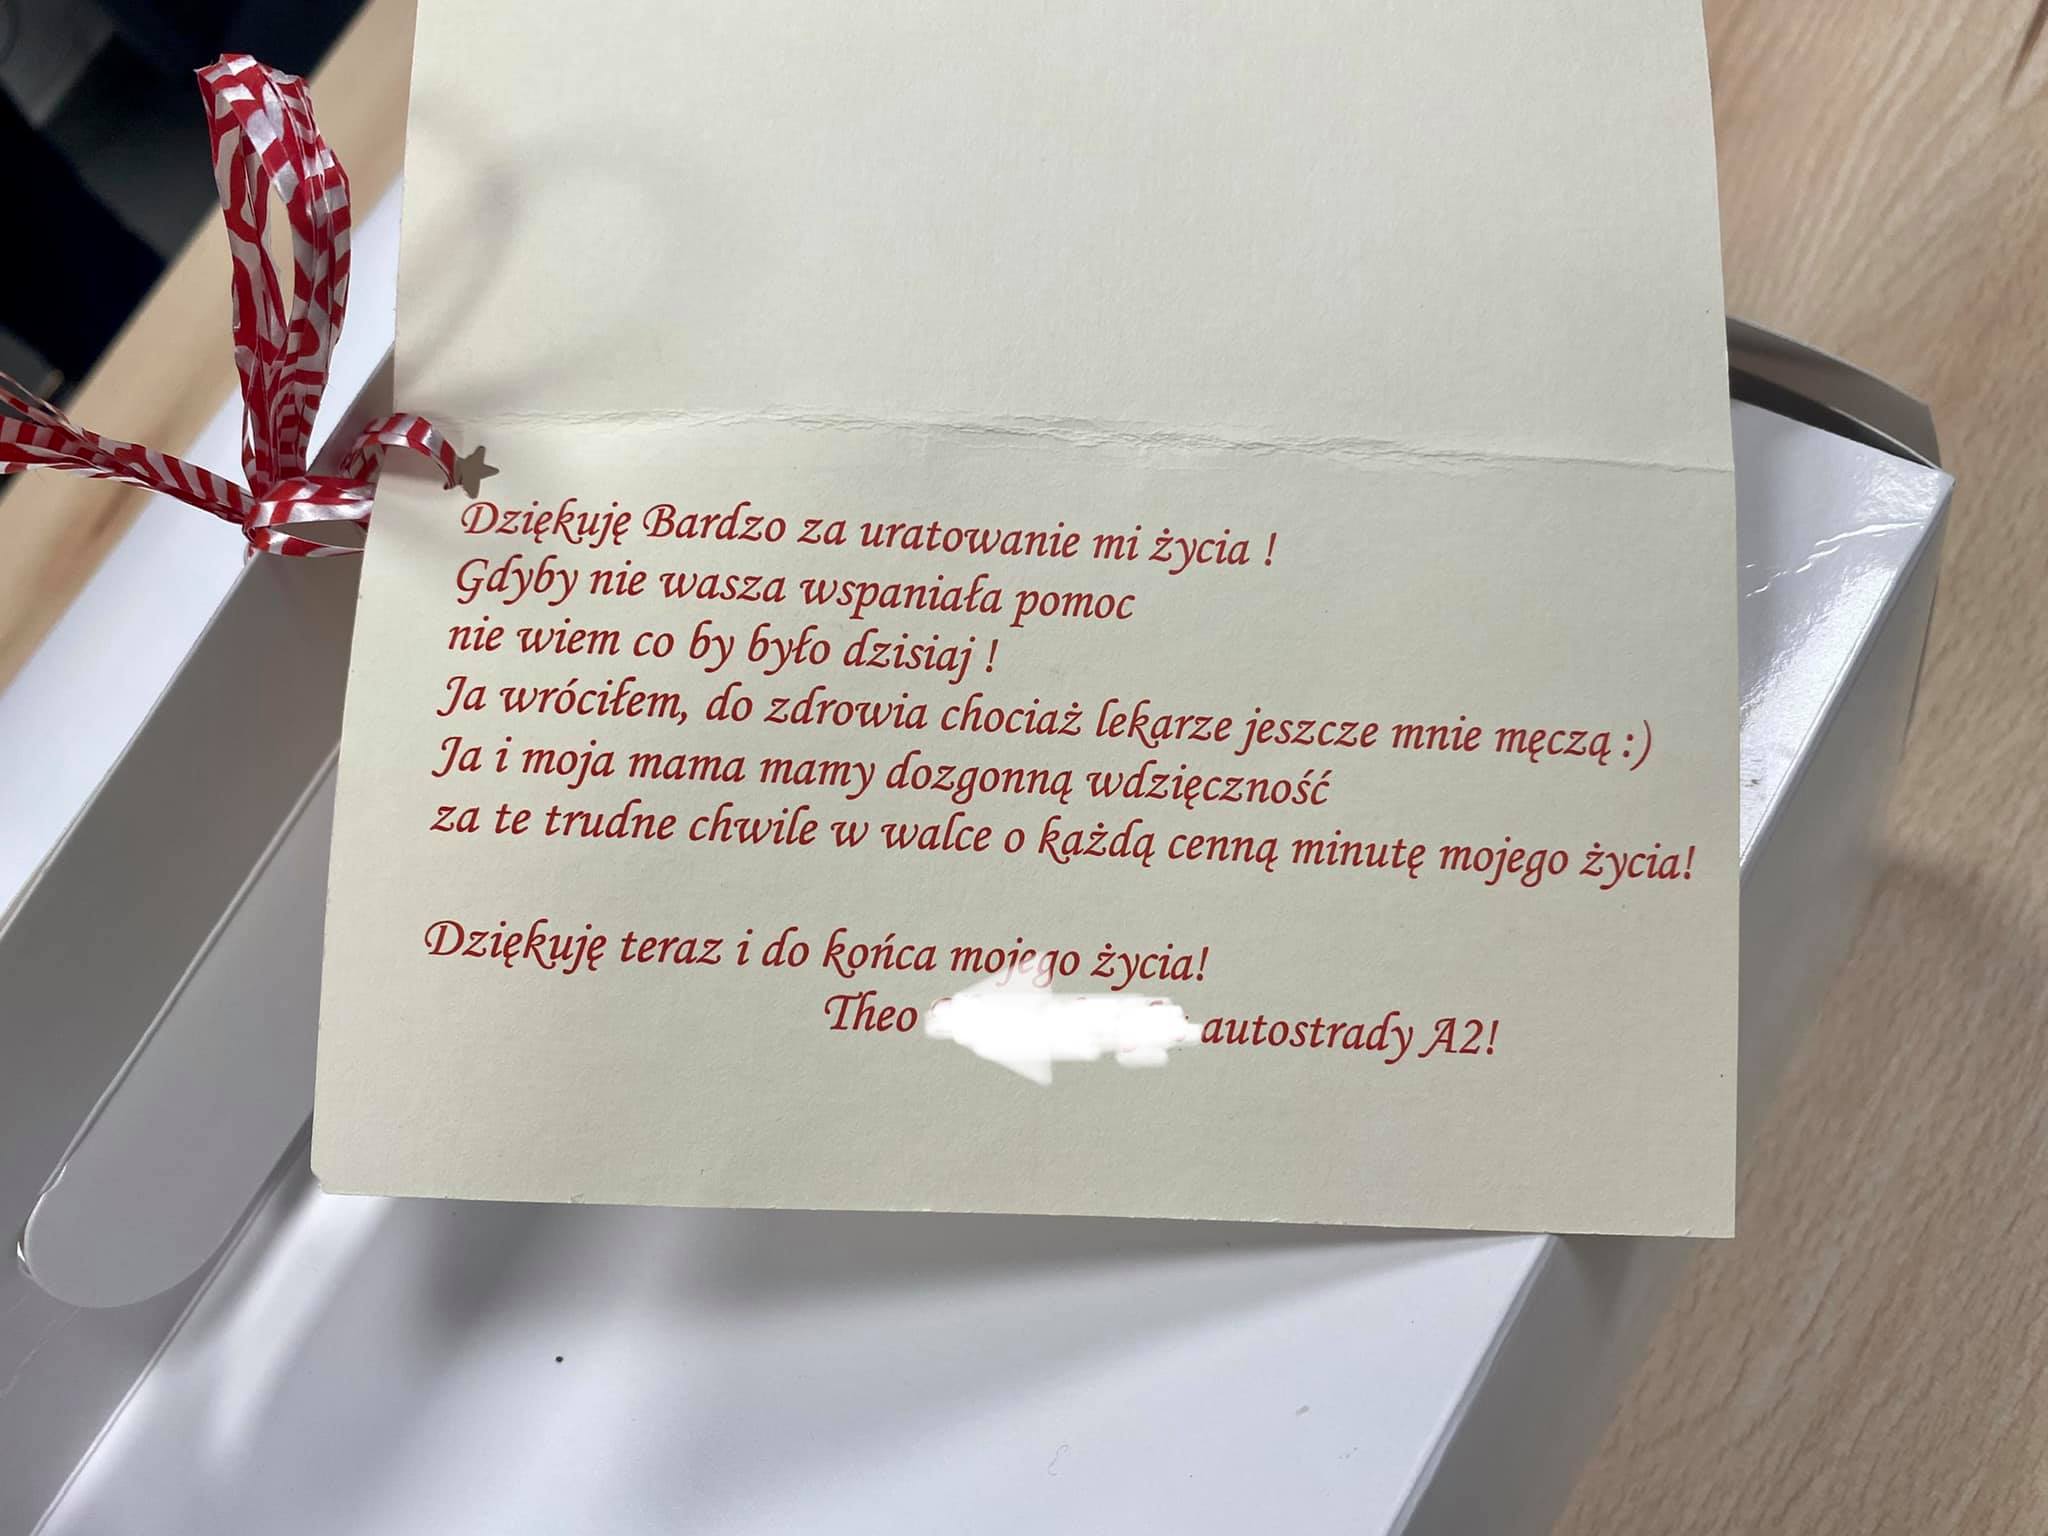 Dziękuję Bardzo za uratowanie mi życia !
Gdyby nie wasza wspaniała pomoc
nie wiem co by było dzisiaj !
Ja wróciłem, do zdrowia chociaż lekarze jeszcze mnie męczą :)
Ja i moja mama mamy dozgonną wdzięczność
za te trudne chwile w walce o każdą cenną minutę mojego życia!
Dziękuję teraz i do końca mojego życia!
Theo autostrady A2!